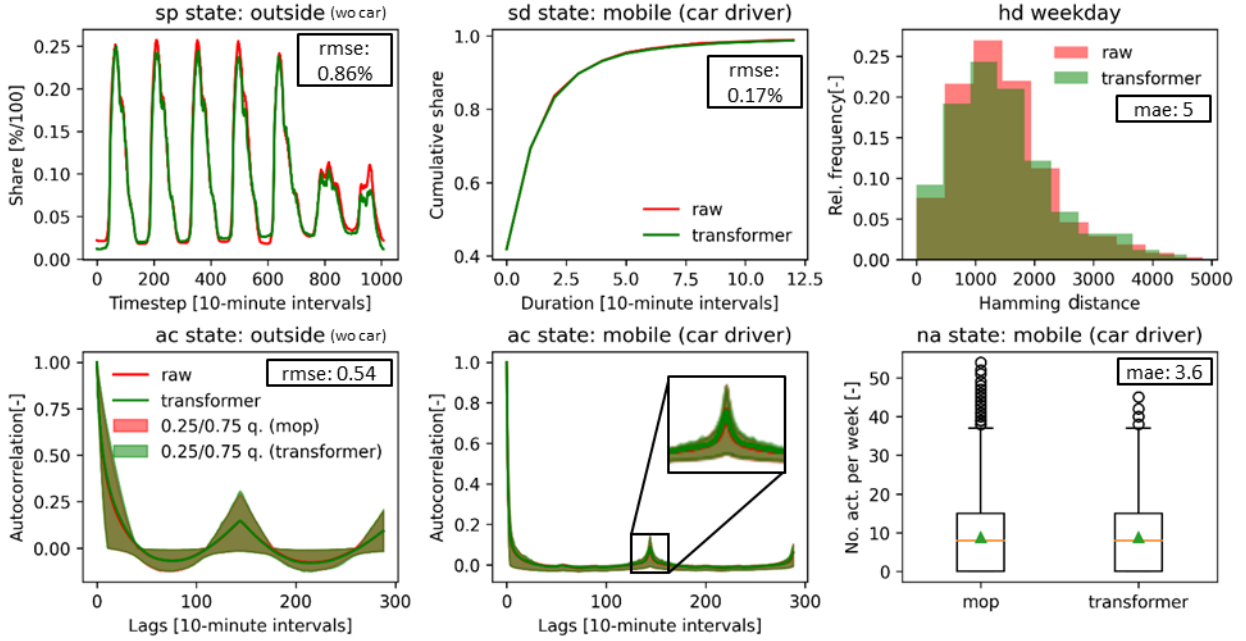 sp state: outside (wo car)
Share [%/100]
0.25
0.20
0.15
0.10
0.05
0.00
rmse:
0.86%
0 200 400 600 800 1000
Timestep [10-minute intervals]
sd state: mobile (car driver)
Cumulative share
1.0
0.8
0.6
0.4
rmse:
0.17%
raw
transformer
0.0 2.5 5.0 7.5 10.0 12.5
Duration [10-minute intervals]
hd weekday
Rel. frequency[-]
0.25
0.20
0.15
0.10
0.05
0.00
raw
transformer
mae: 5
0 1000 2000 3000 4000 5000
Hamming distance
ac state: outside (wo car)
Autocorrelation[-]
1.00
0.75
0.50
0.25
0.00
rmse: 0.54
raw
transformer
0.25/0.75 q. (mop)
0.25/0.75 q. (transformer)
0 100 200 300
Lags [10-minute intervals]
ac state: mobile (car driver)
Autocorrelation[-]
1.0
0.8
0.6
0.4
0.2
0.0
0 100 200 300
Lags [10-minute intervals]
na state: mobile (car driver)
No. act. per week [-]
50
40
30
20
10
0
mae: 3.6
mop transformer